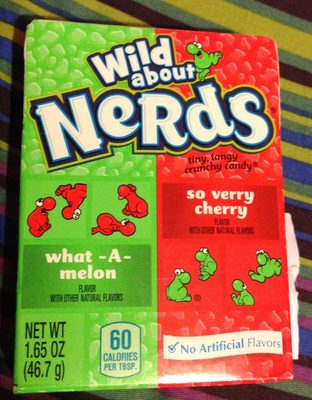 Wild
about
NeRds®
tiny, tangy
crunchy candy®
so verry
cherry
FLAVOR
WITH OTHER NATURAL FLAVORS
what -A-
melon
FLAVOR
WITH OTHER NATURAL FLAVORS
®
NET WT
1.65 OZ
(46.7 g)
60
CALORIES
PER TBSP.
No Artificial Flavors